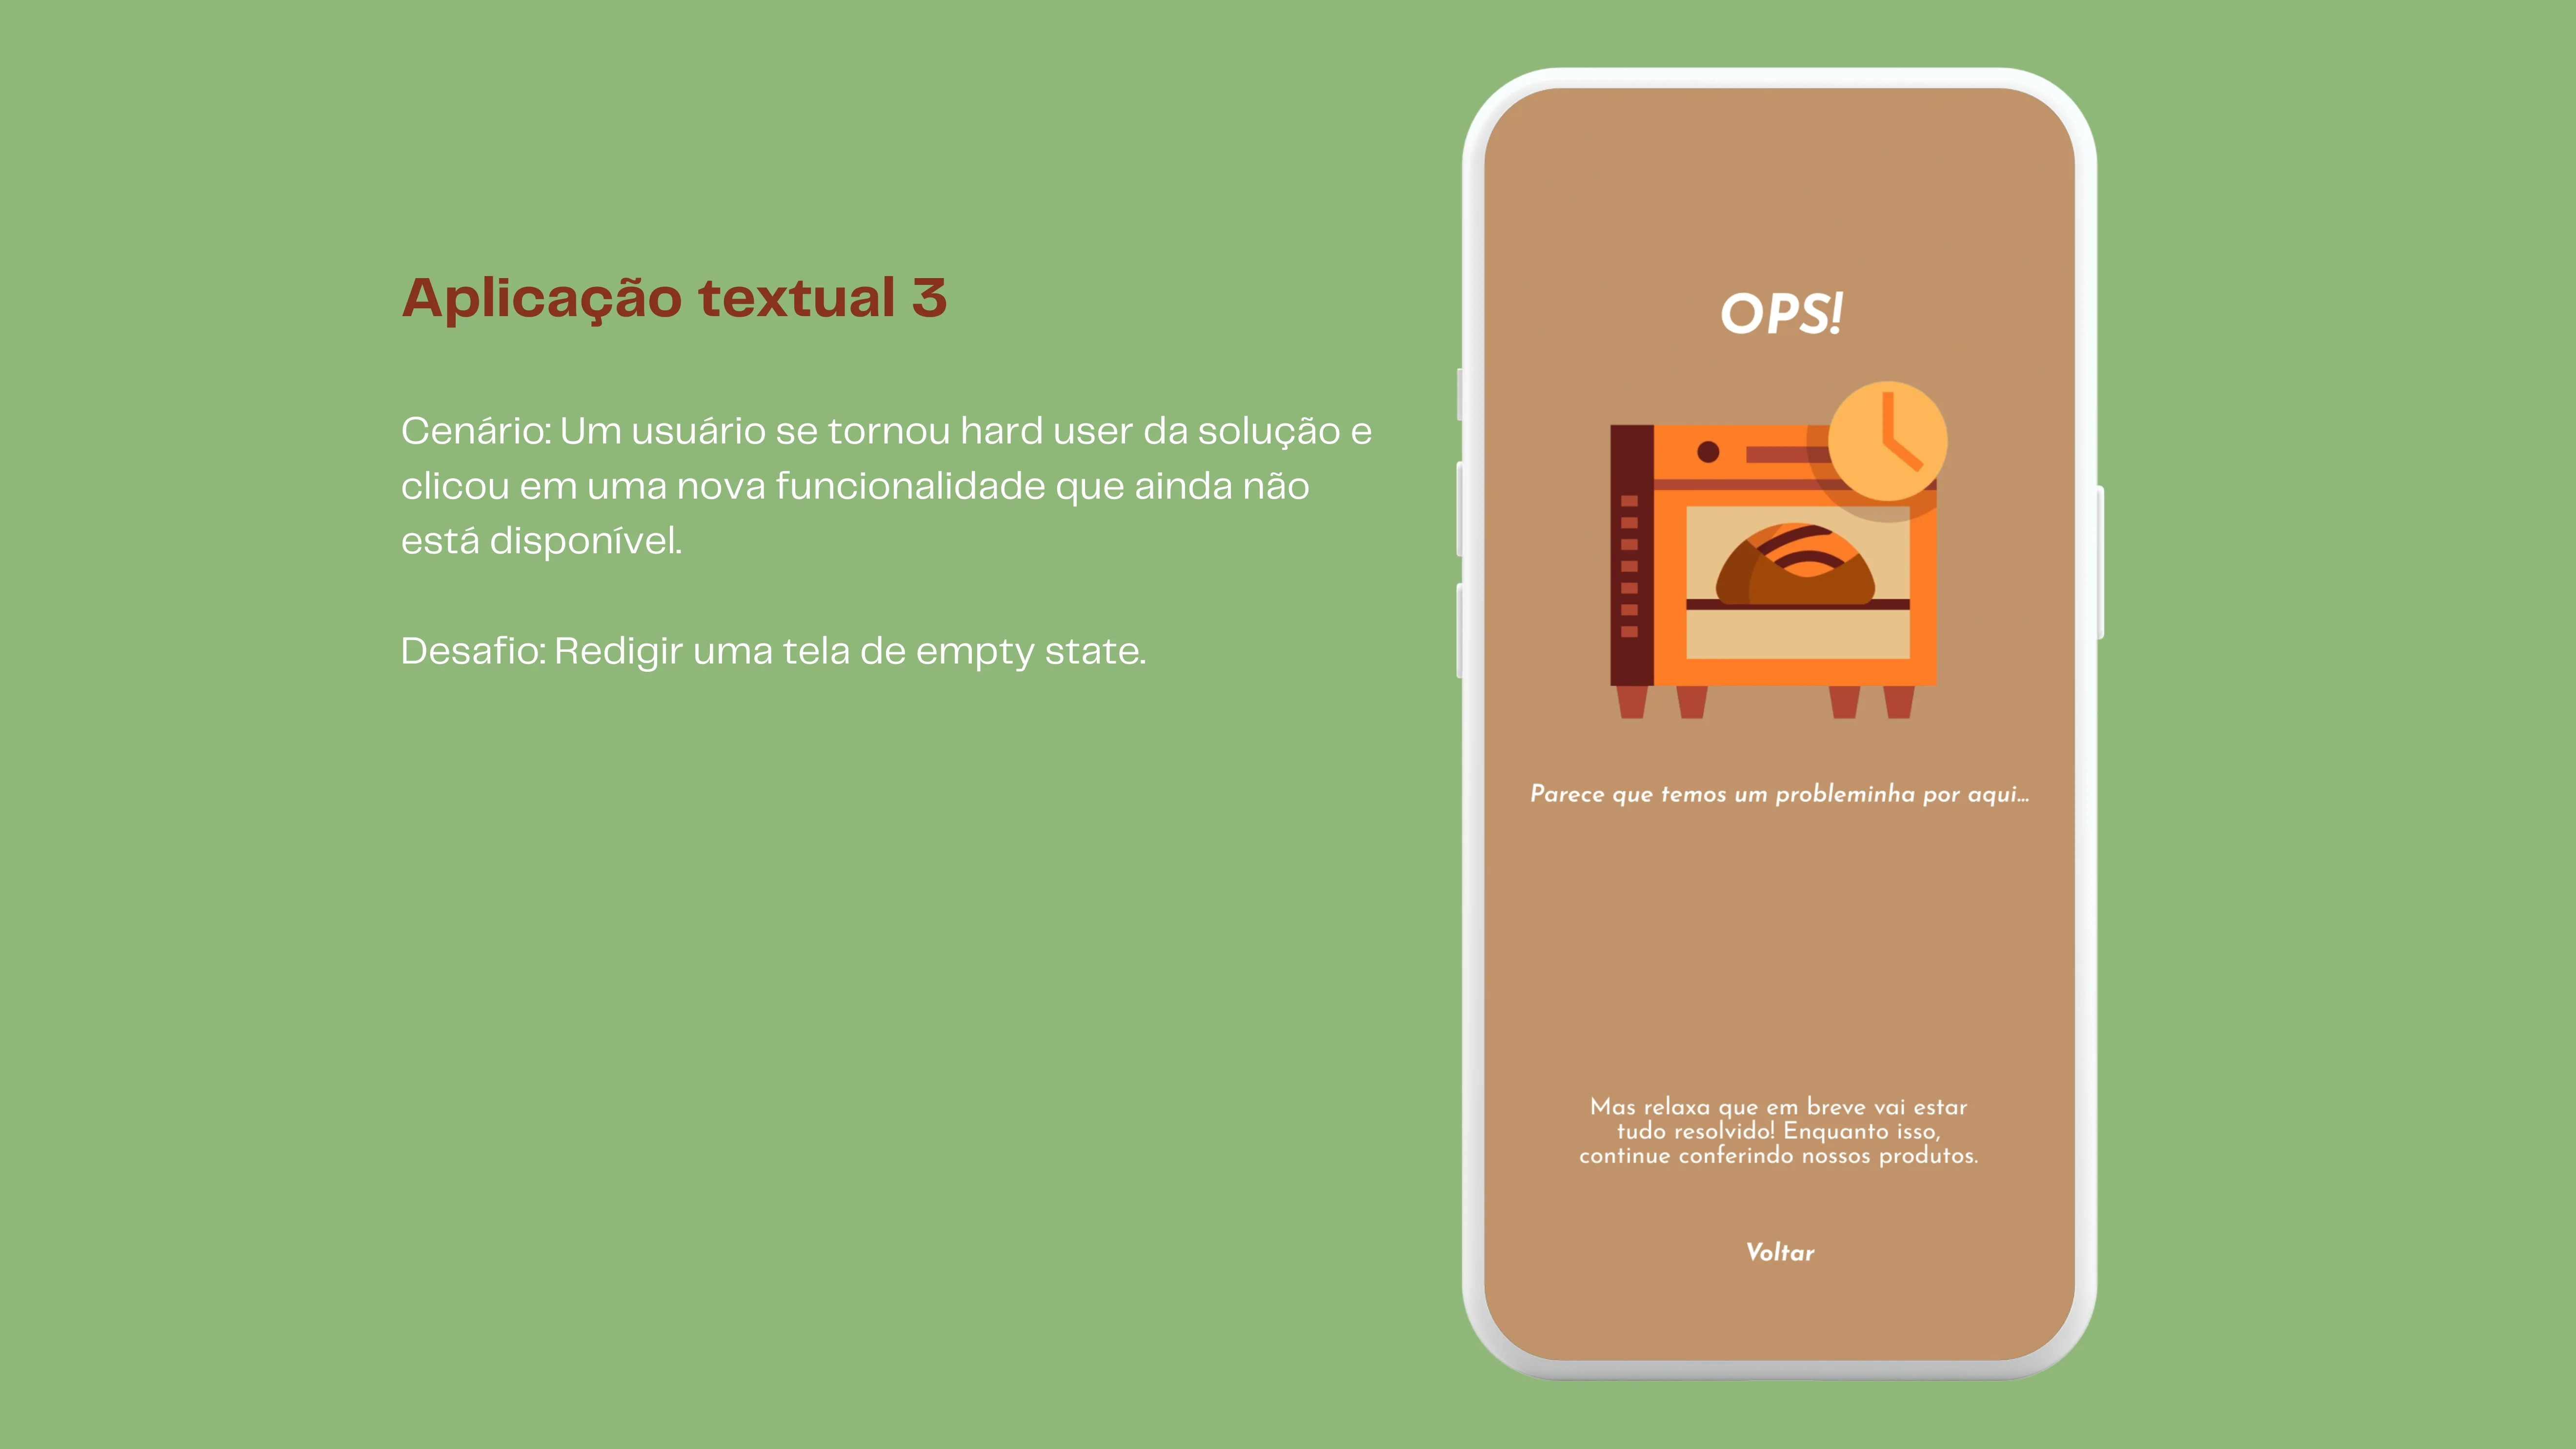 Aplicação textual 3
Cenário: Um usuário se tornou hard user da solução e
clicou em uma nova funcionalidade que ainda não
está disponível.
Desafio: Redigir uma tela de empty state.
OPS!
Parece que temos um probleminha por aqui...
Mas relaxa que em breve vai estar
tudo resolvido! Enquanto isso,
continue conferindo nossos produtos.
Voltar